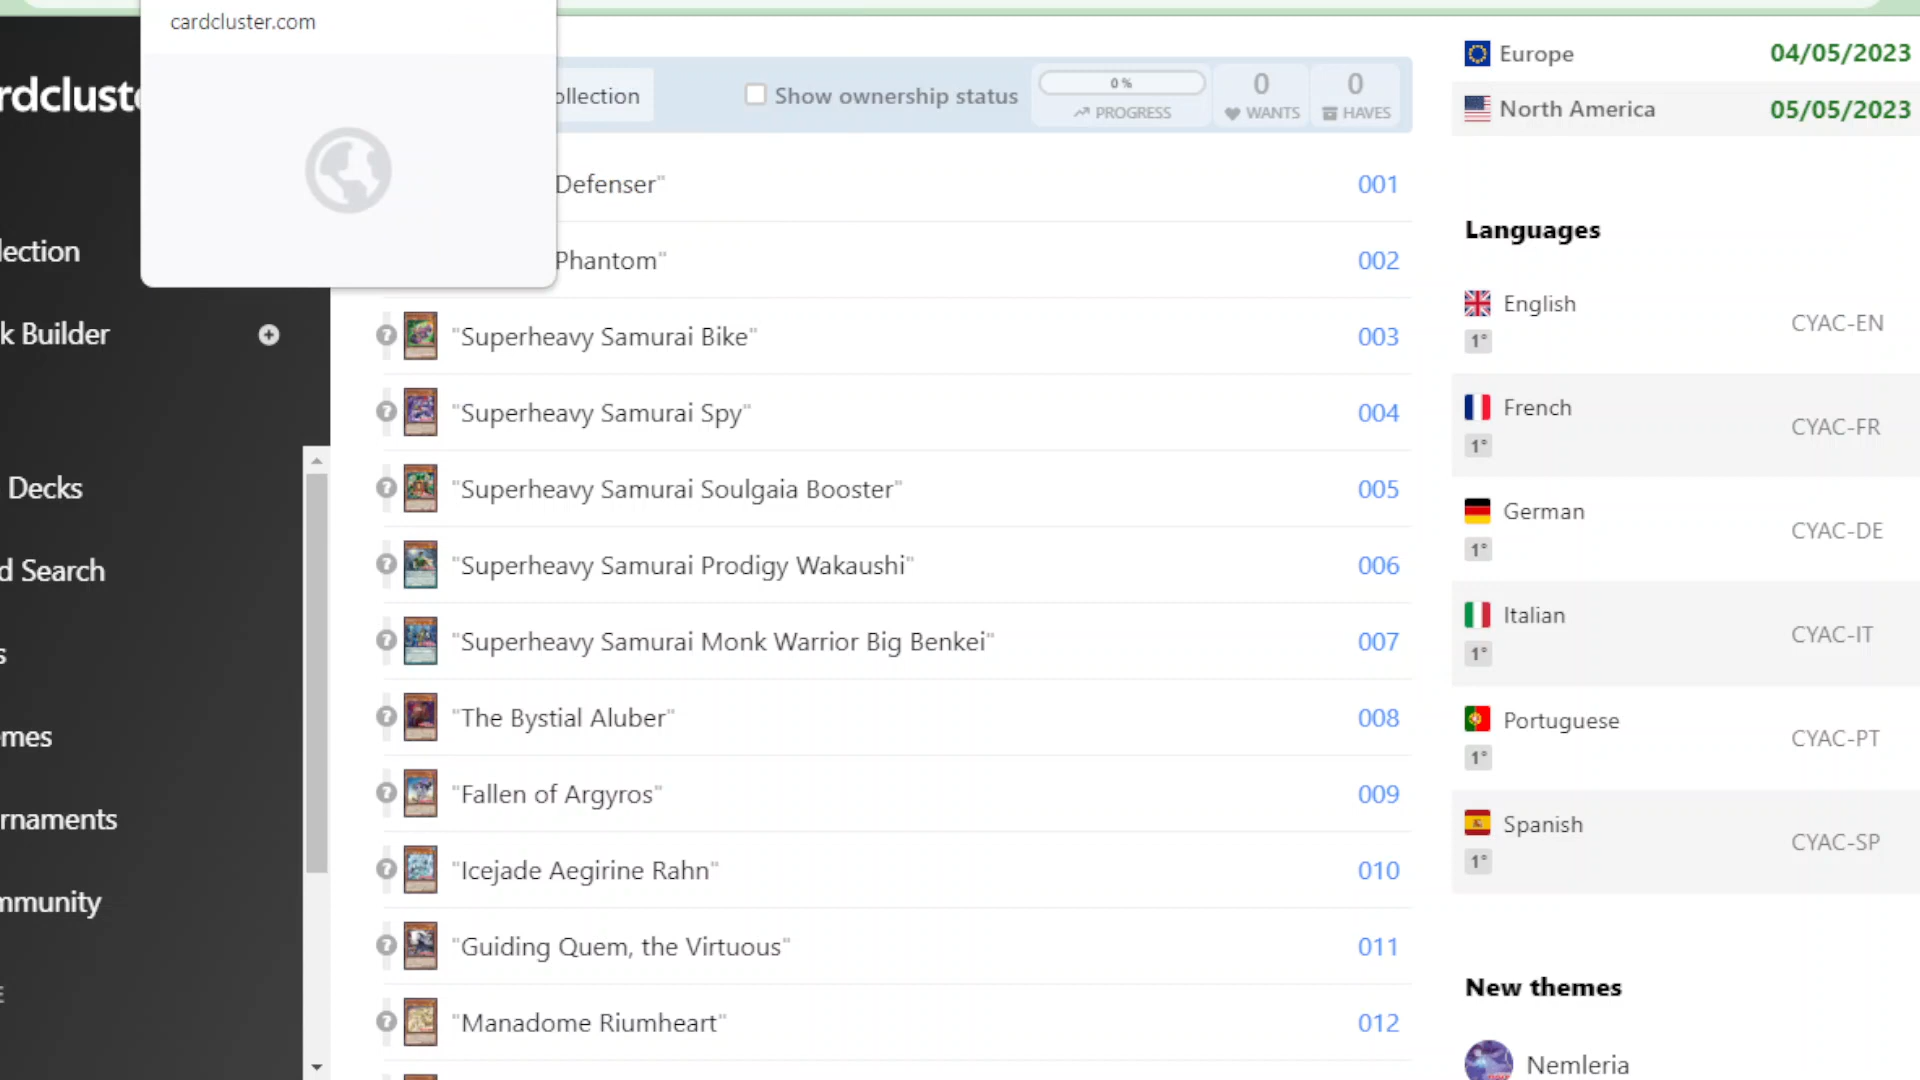 cardcluster.com
rdcluste
lection
k Builder
Decks
d Search
s
mes
rnaments
mmunity
E
ollection
Show ownership status
0 %
PROGRESS
0
WANTS
0
HAVES
Defenser" 001
Phantom" 002
"Superheavy Samurai Bike" 003
"Superheavy Samurai Spy" 004
"Superheavy Samurai Soulgaia Booster" 005
"Superheavy Samurai Prodigy Wakaushi" 006
"Superheavy Samurai Monk Warrior Big Benkei" 007
"The Bystial Aluber" 008
"Fallen of Argyros" 009
"Icejade Aegirine Rahn" 010
"Guiding Quem, the Virtuous" 011
"Manadome Riumheart" 012
Europe 04/05/2023
North America 05/05/2023
Languages
English
1° CYAC-EN
French
1° CYAC-FR
German
1° CYAC-DE
Italian
1° CYAC-IT
Portuguese
1° CYAC-PT
Spanish
1° CYAC-SP
New themes
Nemleria